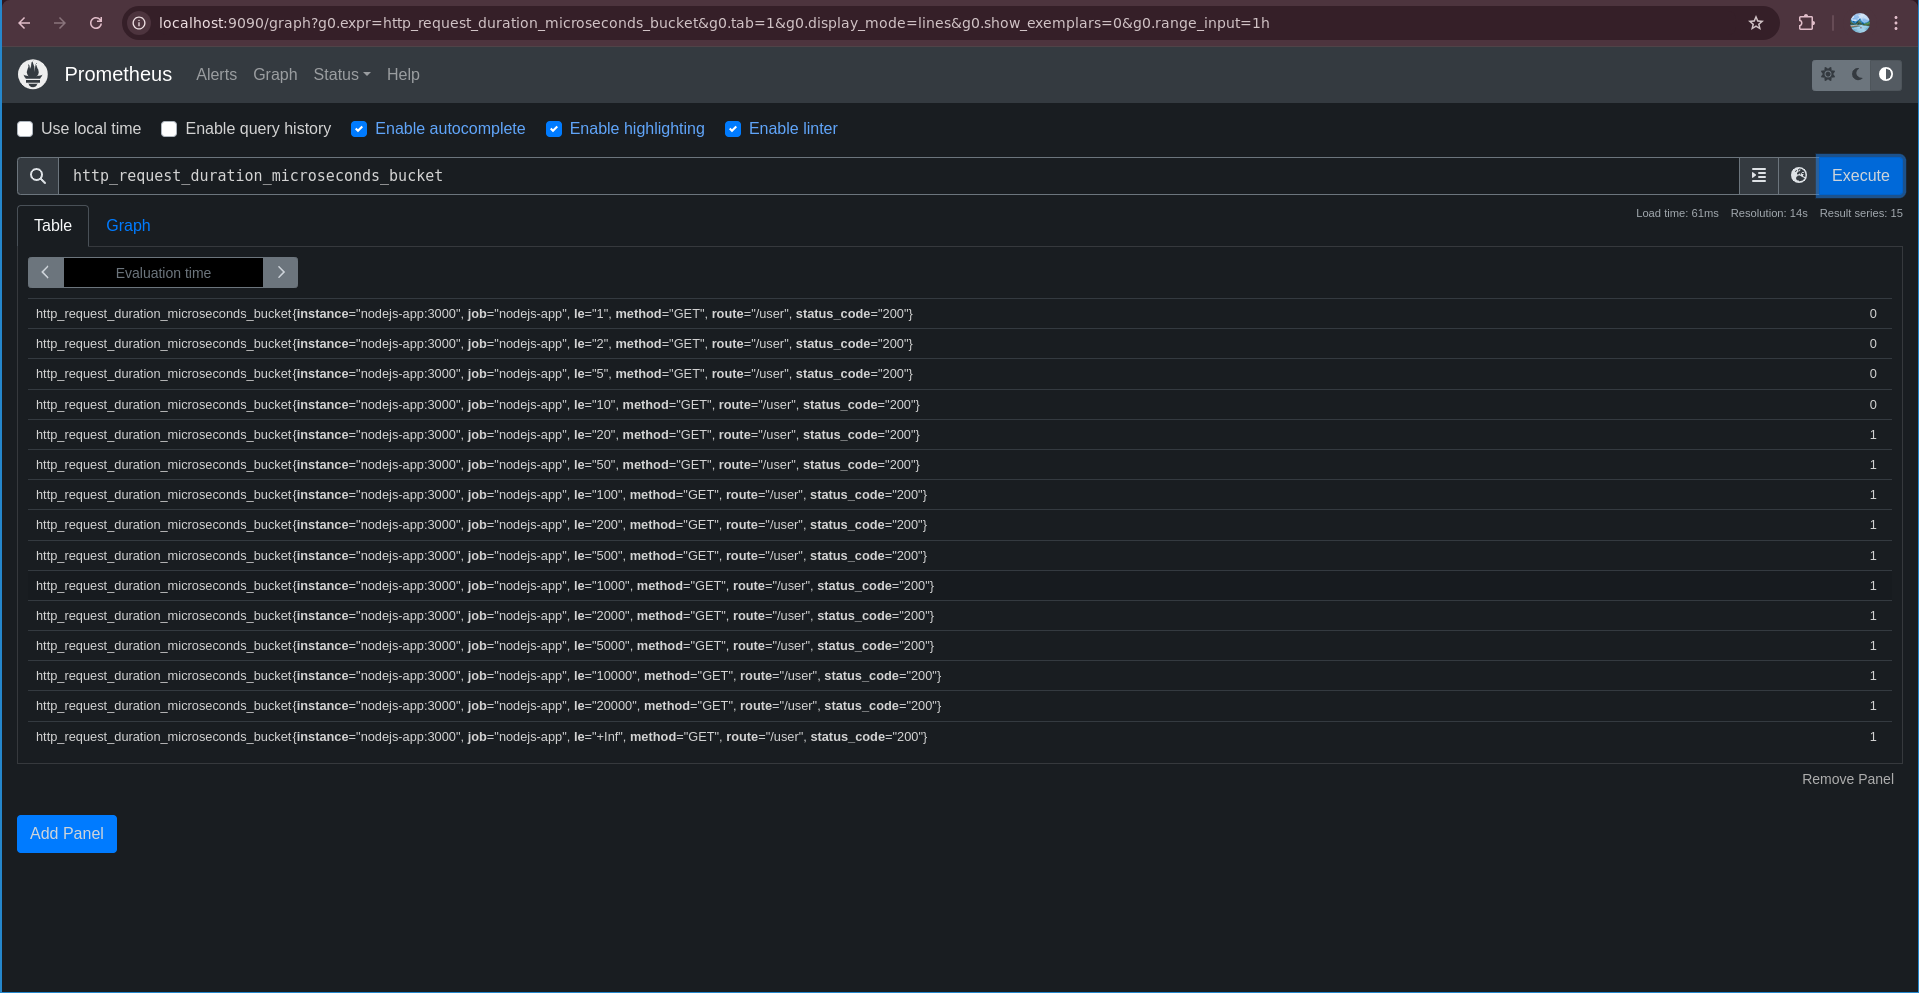 localhost:9090/graph?g0.expr=http_request_duration_microseconds_bucket&g0.tab=1&g0.display_mode=lines&g0.show_exemplars=0&g0.range_input=1h
Prometheus Alerts Graph Status Help
Use local time Enable query history Enable autocomplete Enable highlighting Enable linter
http_request_duration_microseconds_bucket Execute
Table Graph Load time: 61ms Resolution: 14s Result series: 15
Evaluation time
http_request_duration_microseconds_bucket{instance="nodejs-app:3000", job="nodejs-app", le="1", method="GET", route="/user", status_code="200"} 0
http_request_duration_microseconds_bucket{instance="nodejs-app:3000", job="nodejs-app", le="2", method="GET", route="/user", status_code="200"} 0
http_request_duration_microseconds_bucket{instance="nodejs-app:3000", job="nodejs-app", le="5", method="GET", route="/user", status_code="200"} 0
http_request_duration_microseconds_bucket{instance="nodejs-app:3000", job="nodejs-app", le="10", method="GET", route="/user", status_code="200"} 0
http_request_duration_microseconds_bucket{instance="nodejs-app:3000", job="nodejs-app", le="20", method="GET", route="/user", status_code="200"} 1
http_request_duration_microseconds_bucket{instance="nodejs-app:3000", job="nodejs-app", le="50", method="GET", route="/user", status_code="200"} 1
http_request_duration_microseconds_bucket{instance="nodejs-app:3000", job="nodejs-app", le="100", method="GET", route="/user", status_code="200"} 1
http_request_duration_microseconds_bucket{instance="nodejs-app:3000", job="nodejs-app", le="200", method="GET", route="/user", status_code="200"} 1
http_request_duration_microseconds_bucket{instance="nodejs-app:3000", job="nodejs-app", le="500", method="GET", route="/user", status_code="200"} 1
http_request_duration_microseconds_bucket{instance="nodejs-app:3000", job="nodejs-app", le="1000", method="GET", route="/user", status_code="200"} 1
http_request_duration_microseconds_bucket{instance="nodejs-app:3000", job="nodejs-app", le="2000", method="GET", route="/user", status_code="200"} 1
http_request_duration_microseconds_bucket{instance="nodejs-app:3000", job="nodejs-app", le="5000", method="GET", route="/user", status_code="200"} 1
http_request_duration_microseconds_bucket{instance="nodejs-app:3000", job="nodejs-app", le="10000", method="GET", route="/user", status_code="200"} 1
http_request_duration_microseconds_bucket{instance="nodejs-app:3000", job="nodejs-app", le="20000", method="GET", route="/user", status_code="200"} 1
http_request_duration_microseconds_bucket{instance="nodejs-app:3000", job="nodejs-app", le="+Inf", method="GET", route="/user", status_code="200"} 1
Remove Panel
Add Panel